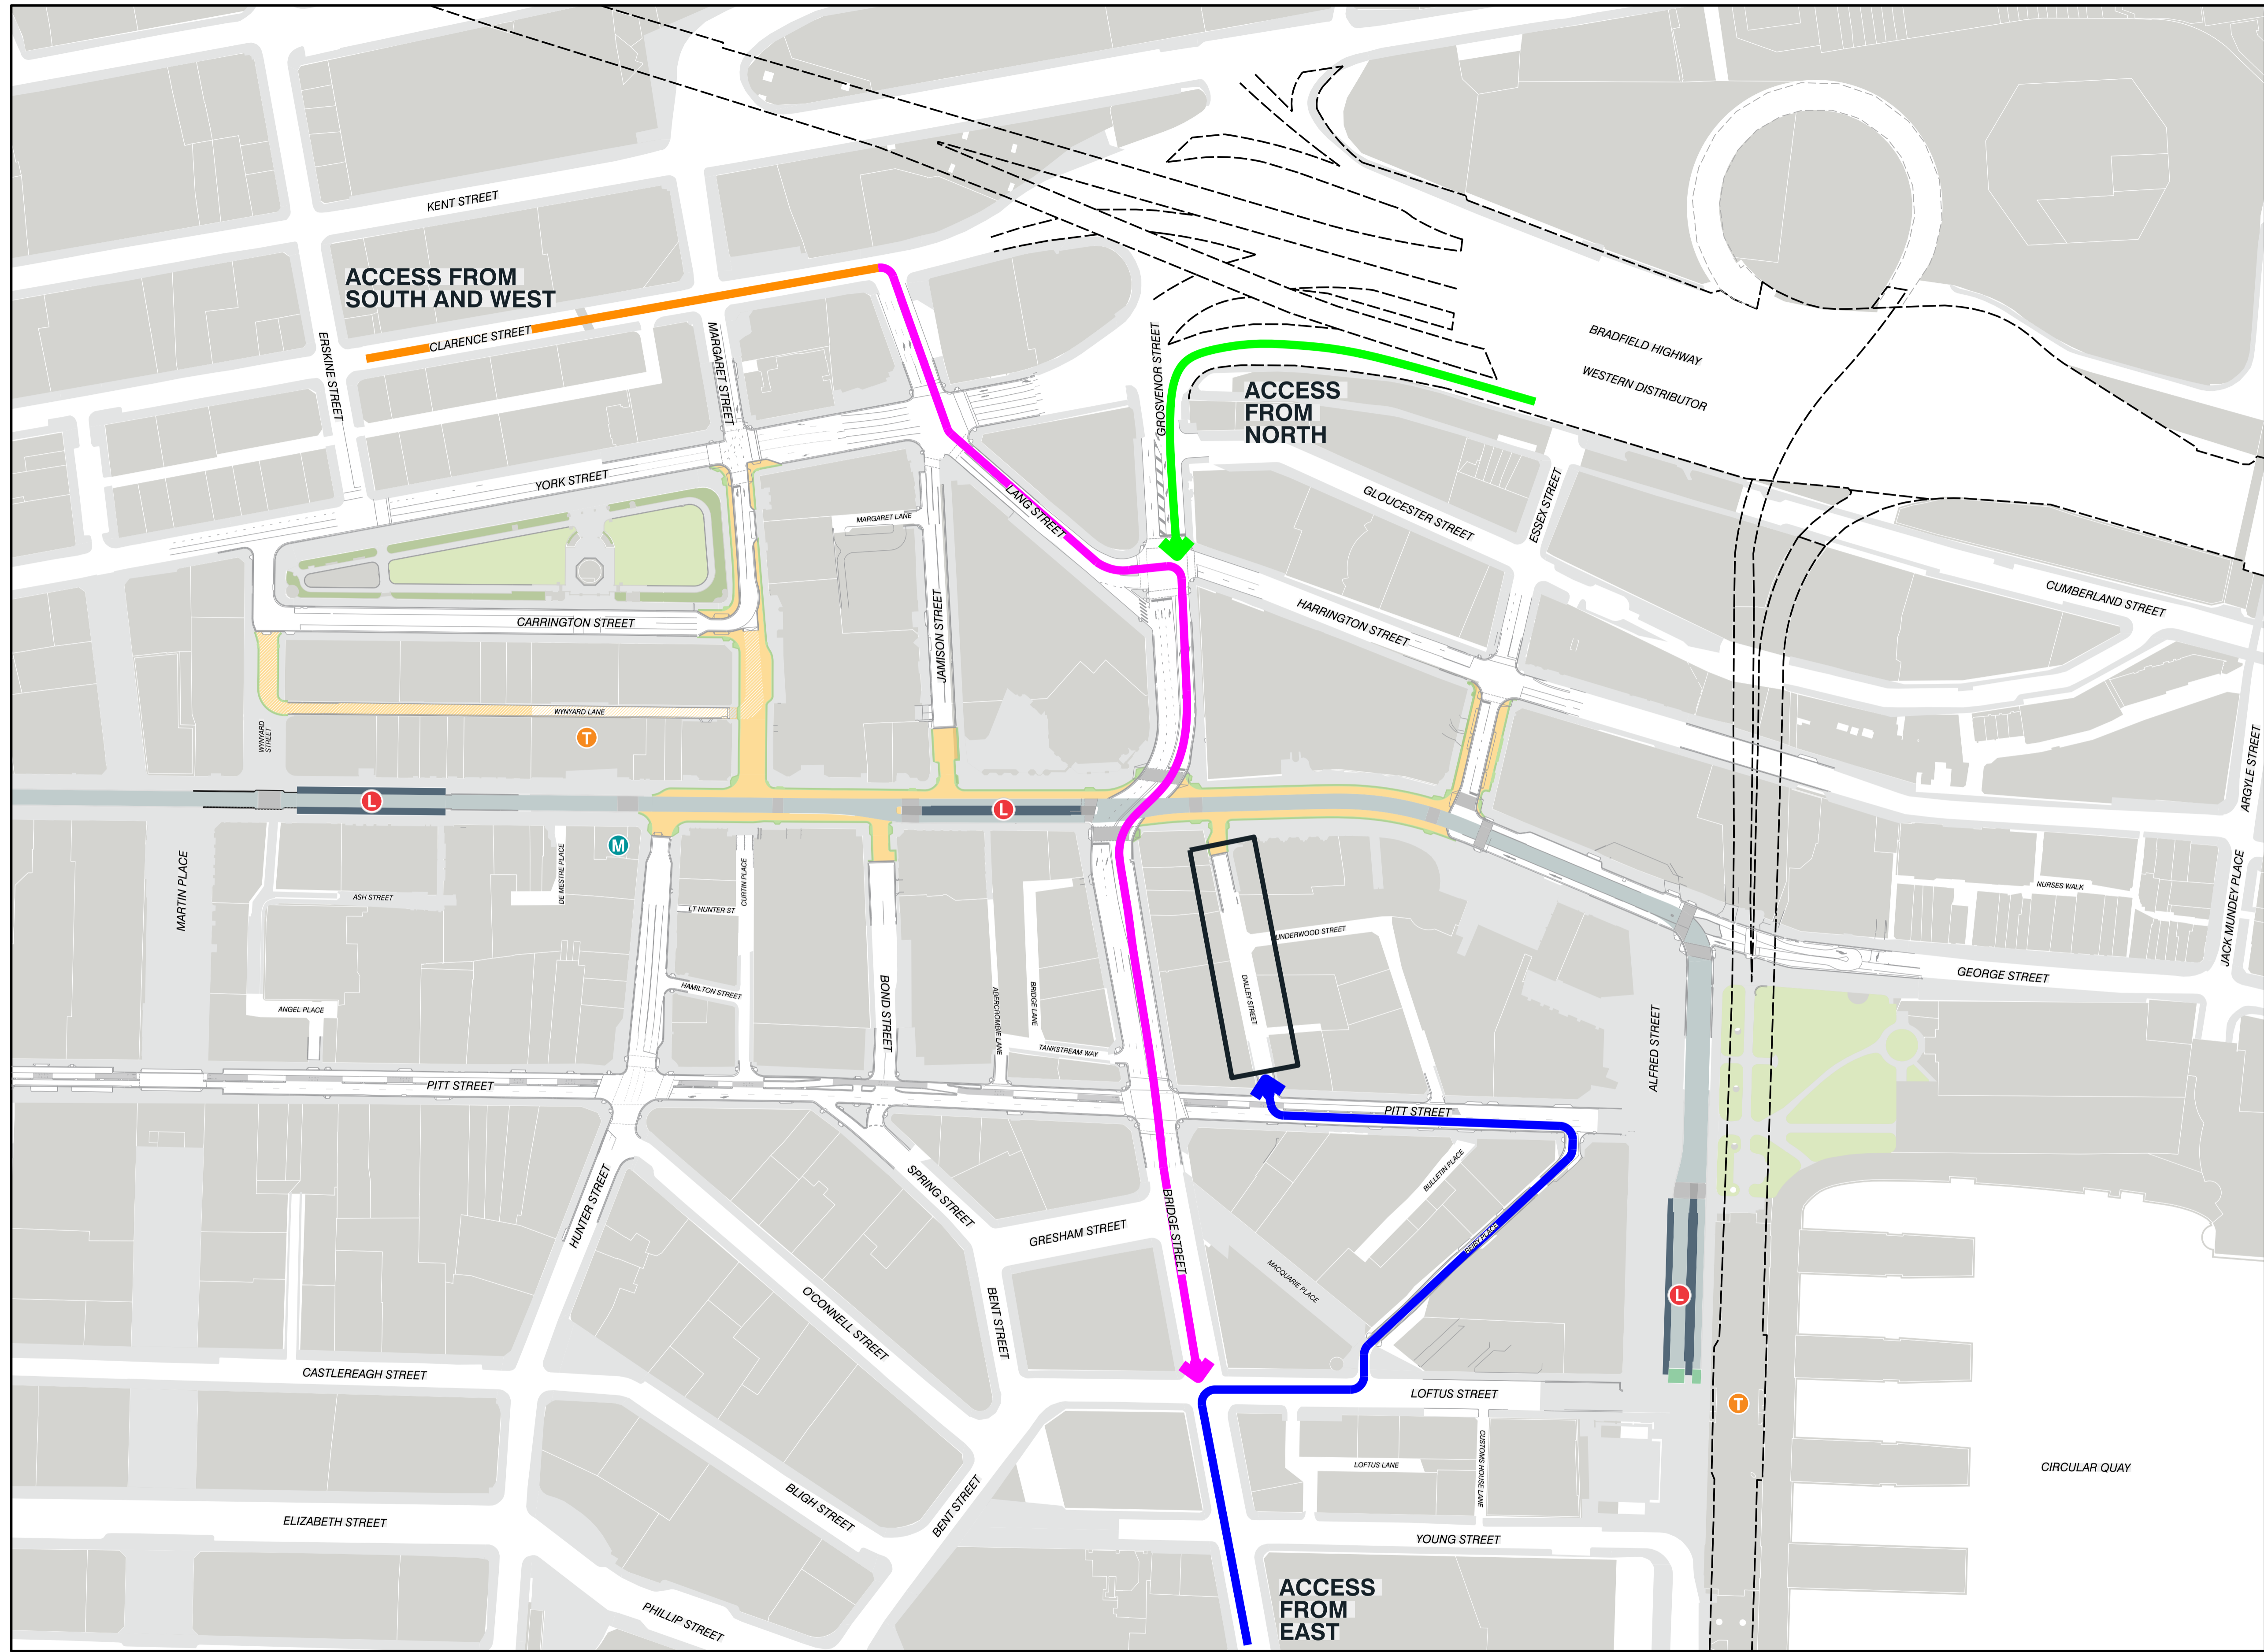 KENT STREET
ACCESS FROM
SOUTH AND WEST
CLARENCE STREET
ERSKINE STREET
MARGARET STREET
GROSVENOR STREET
BRADFIELD HIGHWAY
WESTERN DISTRIBUTOR
ACCESS
FROM
NORTH
YORK STREET
LANG STREET
MARGARET LANE
GLOUCESTER STREET
ESSEX STREET
CUMBERLAND STREET
CARRINGTON STREET
JAMISON STREET
HARRINGTON STREET
WYNYARD LANE
WYNYARD
STREET
T
ARGYLE STREET
L
L
M
MARTIN PLACE
ASH STREET
DE MESTRE PLACE
CURTIN PLACE
LT HUNTER ST
HAMILTON STREET
ANGEL PLACE
BOND STREET
ABERCROMBIE LANE
BRIDGE LANE
TANKSTREAM WAY
UNDERWOOD STREET
DALLEY STREET
NURSES WALK
JACK MUNDEY PLACE
GEORGE STREET
ALFRED STREET
PITT STREET
PITT STREET
HUNTER STREET
SPRING STREET
GRESHAM STREET
BRIDGE STREET
BULLETIN PLACE
REIBY PLACE
MACQUARIE PLACE
BENT STREET
O'CONNELL STREET
L
CASTLEREAGH STREET
LOFTUS STREET
T
CUSTOMS HOUSE LANE
LOFTUS LANE
CIRCULAR QUAY
BLIGH STREET
BENT STREET
ELIZABETH STREET
YOUNG STREET
ACCESS
FROM
EAST
PHILLIP STREET